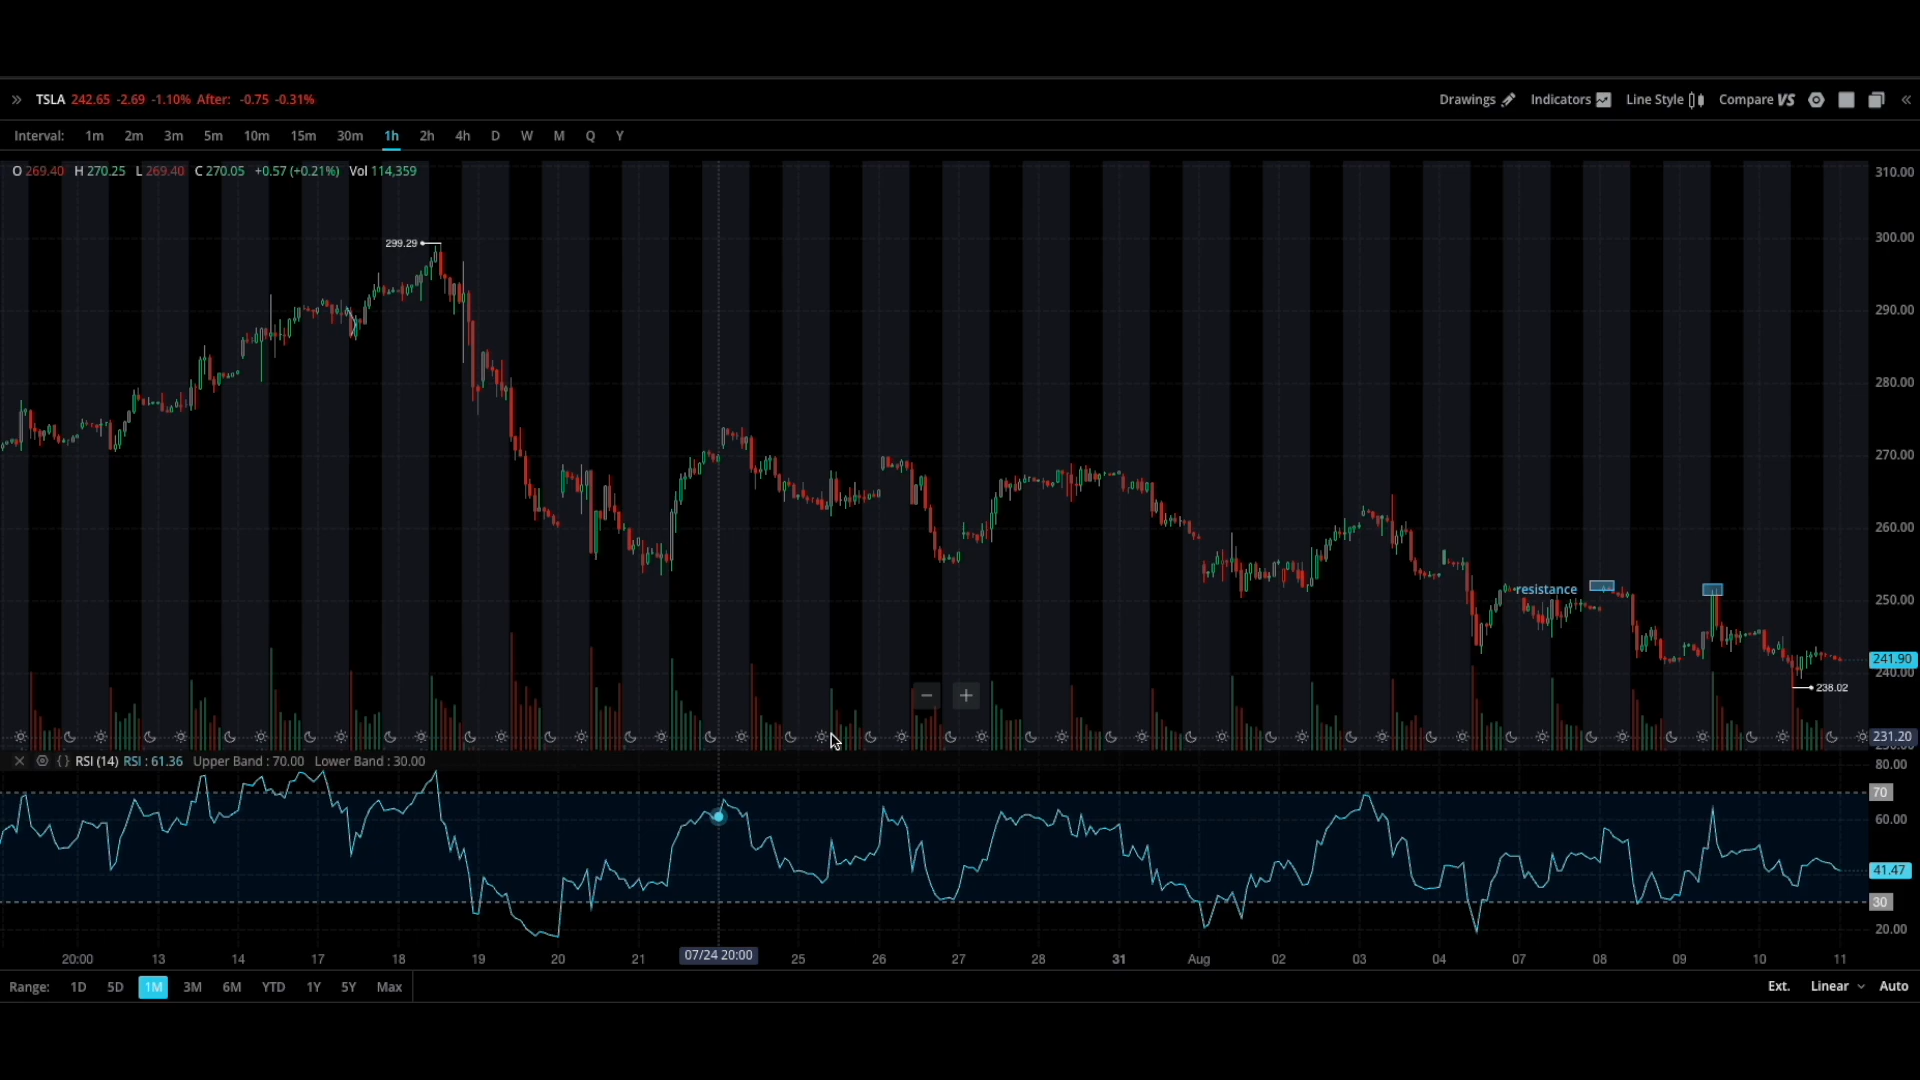 TSLA 242.65 -2.69 -1.10% After: -0.75 -0.31%
Drawings Indicators Line Style Compare VS
Interval: 1m 2m 3m 5m 10m 15m 30m 1h 2h 4h D W M Q Y
O 269.40 H 270.25 L 269.40 C 270.05 +0.57 (+0.21%) Vol 114,359
310.00
299.29
300.00
290.00
280.00
270.00
260.00
resistance
250.00
241.90
240.00
238.02
231.20
RSI (14) RSI : 61.36 Upper Band : 70.00 Lower Band : 30.00
80.00
70
60.00
41.47
30
20.00
20:00 13 14 17 18 19 20 21 07/24 20:00 25 26 27 28 31 Aug 02 03 04 07 08 09 10 11
Range: 1D 5D 1M 3M 6M YTD 1Y 5Y Max
Ext. Linear Auto